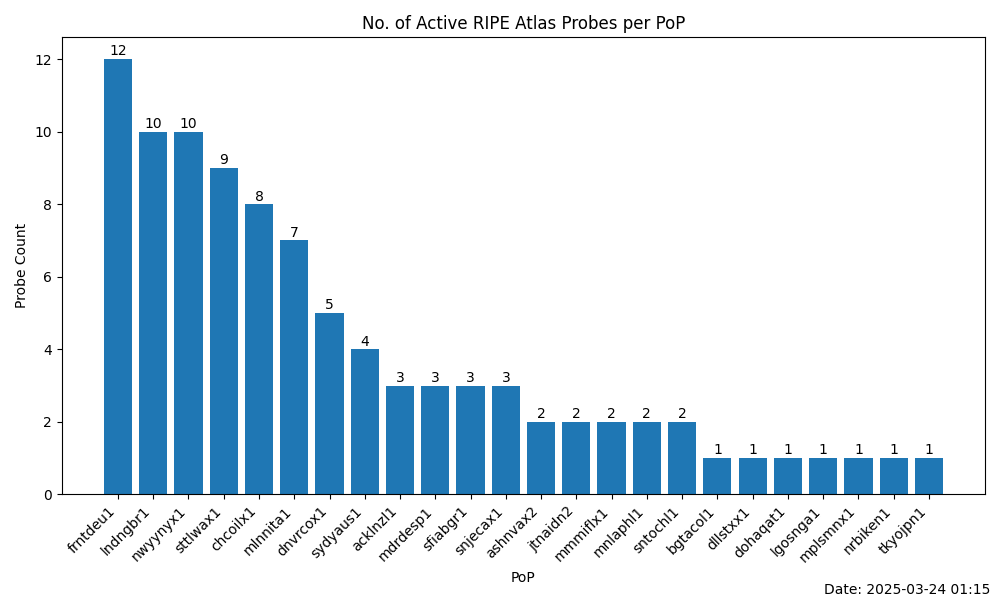 No. of Active RIPE Atlas Probes per PoP
Probe Count
12
10
8
6
4
2
0
12
10
10
9
8
7
5
4
3
3
3
3
2
2
2
2
2
1
1
1
1
1
1
1
frntdeu1
lndngbr1
nwyynyx1
sttlwax1
chcoilx1
mlnnita1
dnvrcox1
sydyaus1
acklnzl1
mdrdesp1
sfiabgr1
snjecax1
ashnvax2
jtnaidn2
mmmiflx1
mnlaphl1
sntochl1
bgtacol1
dllstxx1
dohaqat1
lgosnga1
mplsmnx1
nrbiken1
tkyojpn1
PoP
Date: 2025-03-24 01:15